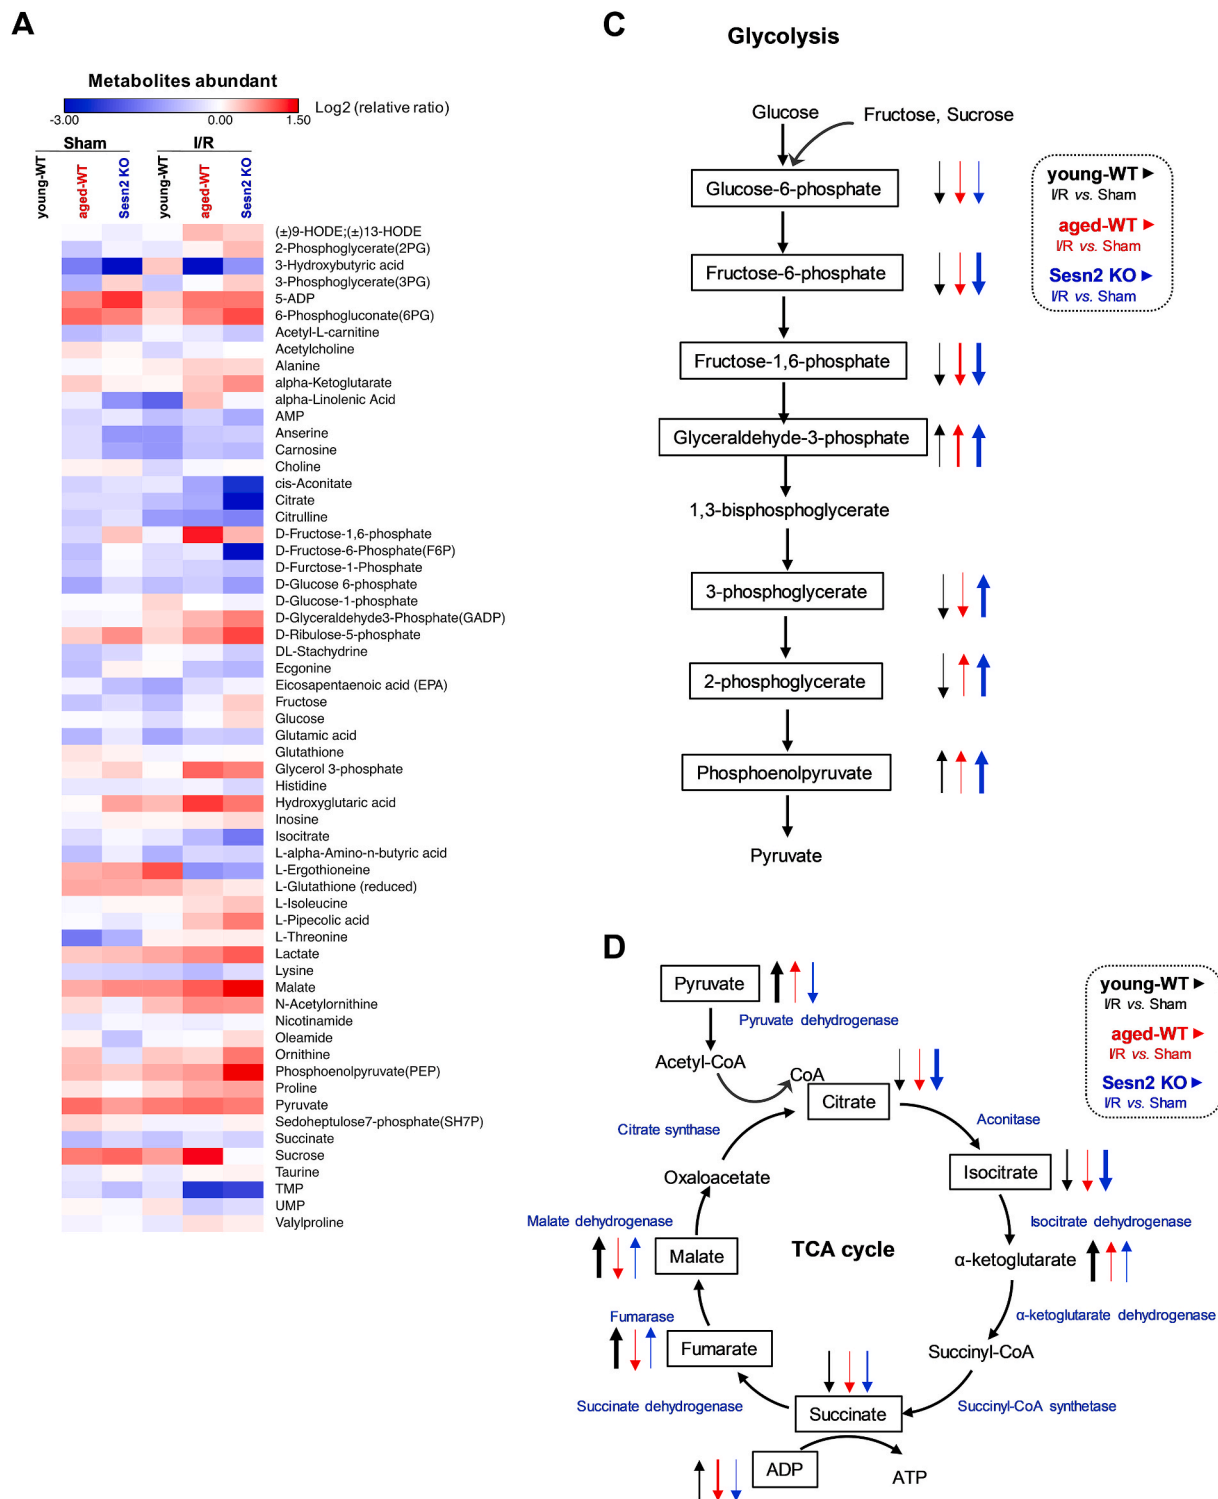 A
Metabolites abundant
-3.00
0.00
1.50
Log2 (relative ratio)
Sham
I/R
young-WT
aged-WT
Sesn2 KO
young-WT
aged-WT
Sesn2 KO
(±)9-HODE;(±)13-HODE
2-Phosphoglycerate(2PG)
3-Hydroxybutyric acid
3-Phosphoglycerate(3PG)
5-ADP
6-Phosphogluconate(6PG)
Acetyl-L-carnitine
Acetylcholine
Alanine
alpha-Ketoglutarate
alpha-Linolenic Acid
AMP
Anserine
Carnosine
Choline
cis-Aconitate
Citrate
Citrulline
D-Fructose-1,6-phosphate
D-Fructose-6-Phosphate(F6P)
D-Furctose-1-Phosphate
D-Glucose 6-phosphate
D-Glucose-1-phosphate
D-Glyceraldehyde3-Phosphate(GADP)
D-Ribulose-5-phosphate
DL-Stachydrine
Ecgonine
Eicosapentaenoic acid (EPA)
Fructose
Glucose
Glutamic acid
Glutathione
Glycerol 3-phosphate
Histidine
Hydroxyglutaric acid
Inosine
Isocitrate
L-alpha-Amino-n-butyric acid
L-Ergothioneine
L-Glutathione (reduced)
L-Isoleucine
L-Pipecolic acid
L-Threonine
Lactate
Lysine
Malate
N-Acetylornithine
Nicotinamide
Oleamide
Ornithine
Phosphoenolpyruvate(PEP)
Proline
Pyruvate
Sedoheptulose7-phosphate(SH7P)
Succinate
Sucrose
Taurine
TMP
UMP
Valylproline
C
Glycolysis
Glucose
Fructose, Sucrose
Glucose-6-phosphate
Fructose-6-phosphate
Fructose-1,6-phosphate
Glyceraldehyde-3-phosphate
1,3-bisphosphoglycerate
3-phosphoglycerate
2-phosphoglycerate
Phosphoenolpyruvate
Pyruvate
young-WT
I/R vs. Sham
aged-WT
I/R vs. Sham
Sesn2 KO
I/R vs. Sham
D
Pyruvate
Pyruvate dehydrogenase
Acetyl-CoA
CoA
Citrate
Citrate synthase
Aconitase
Oxaloacetate
Isocitrate
Malate dehydrogenase
Isocitrate dehydrogenase
Malate
TCA cycle
α-ketoglutarate
Fumarase
α-ketoglutarate dehydrogenase
Fumarate
Succinyl-CoA
Succinate dehydrogenase
Succinate
Succinyl-CoA synthetase
ADP
ATP
young-WT
I/R vs. Sham
aged-WT
I/R vs. Sham
Sesn2 KO
I/R vs. Sham